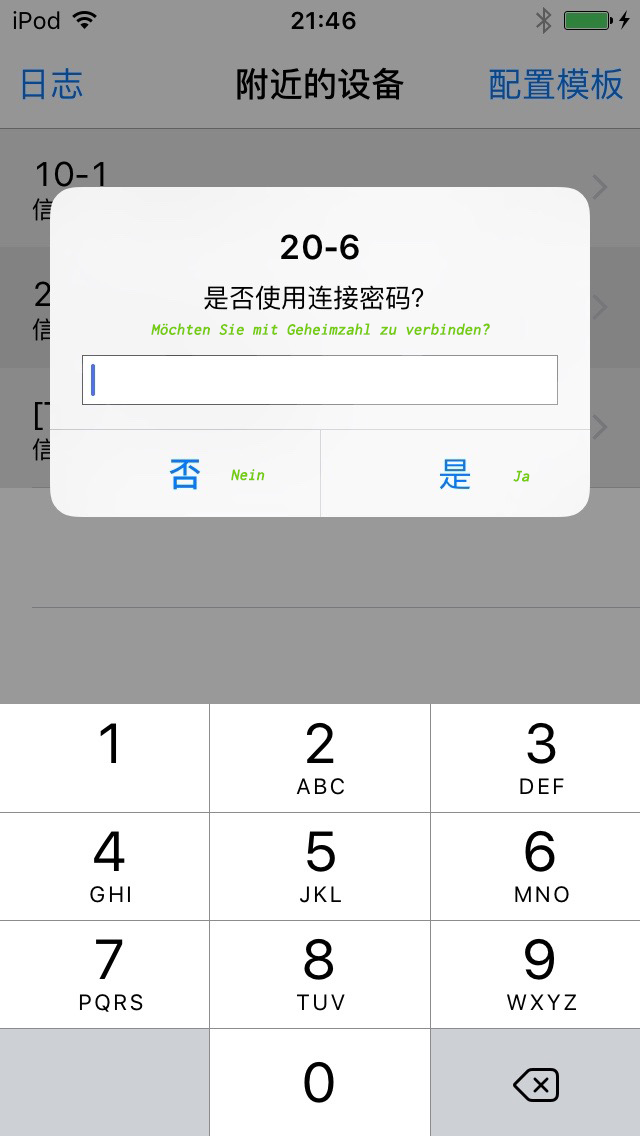 iPod 21:46
日志 附近的设备 配置模板
10-1
信
20-6
是否使用连接密码?
Möchten Sie mit Geheimzahl zu verbinden?
2
信
[
信
否 Nein 是 Ja
1 2 3
ABC DEF
4 5 6
GHI JKL MNO
7 8 9
PQRS TUV WXYZ
0